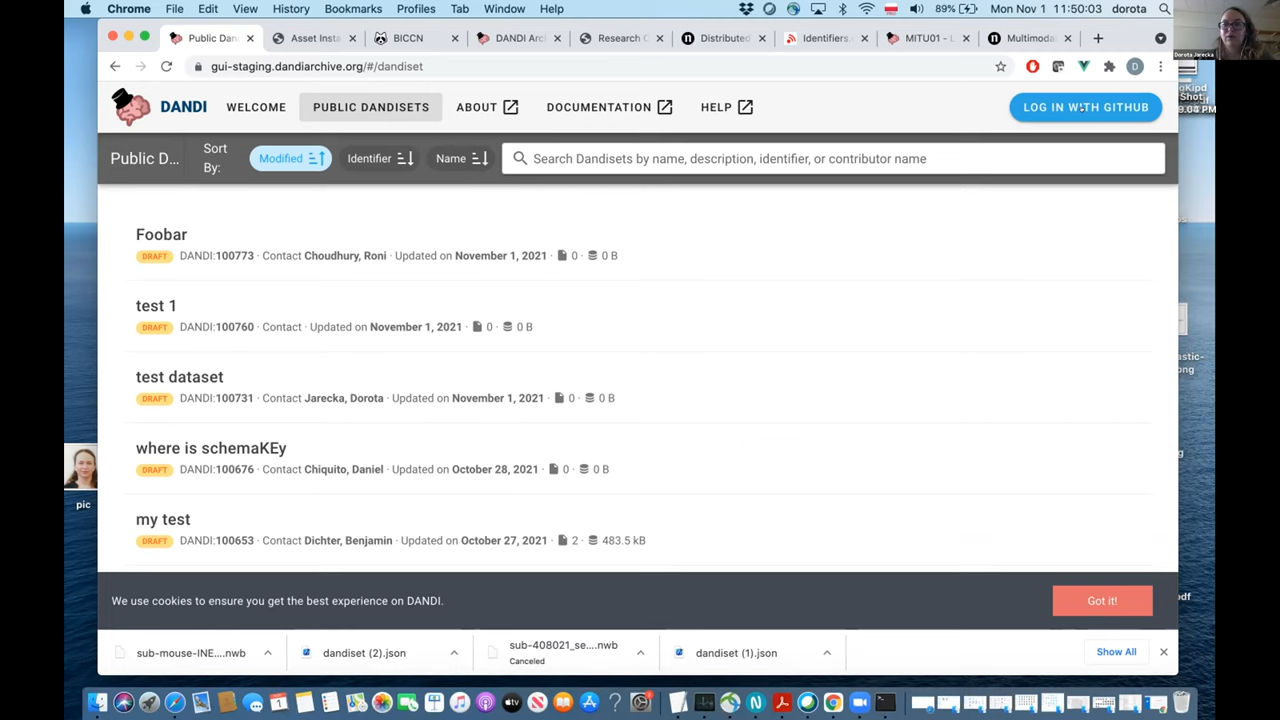 Chrome File Edit View History Bookmarks Profiles Tab Window Help 89% Mon Nov 1 11:50:03 dorota
Public Dan Asset Insta BICCN DANDI Arc Research C Distributed Identifiers. MITU01 - L Multimoda
gui-staging.dandiarchive.org/#/dandiset D
Dorota Jarecka
DANDI WELCOME PUBLIC DANDISETS ABOUT DOCUMENTATION HELP LOG IN WITH GITHUB
Public D... Sort By: Modified Identifier Name Search Dandisets by name, description, identifier, or contributor name
Foobar
DRAFT DANDI:100773 · Contact Choudhury, Roni · Updated on November 1, 2021 · 0 · 0 B
test 1
DRAFT DANDI:100760 · Contact · Updated on November 1, 2021 · 0 · 0 B
test dataset
DRAFT DANDI:100731 · Contact Jarecka, Dorota · Updated on November 1, 2021 · 0 · 0 B
where is schemaKEy
DRAFT DANDI:100676 · Contact Chiquito, Daniel · Updated on October 28, 2021 · 0 · 0 B
my test
DRAFT DANDI:100653 · Contact Dichter, Benjamin · Updated on October 17, 2021 · 2 · 483.5 kB
pic
We use cookies to ensure you get the best experience on DANDI. Got it!
sub-mouse-INE....nwb dandiset (2).json sub-408021_se....nwb dandiset (1).json Show All
Canceled